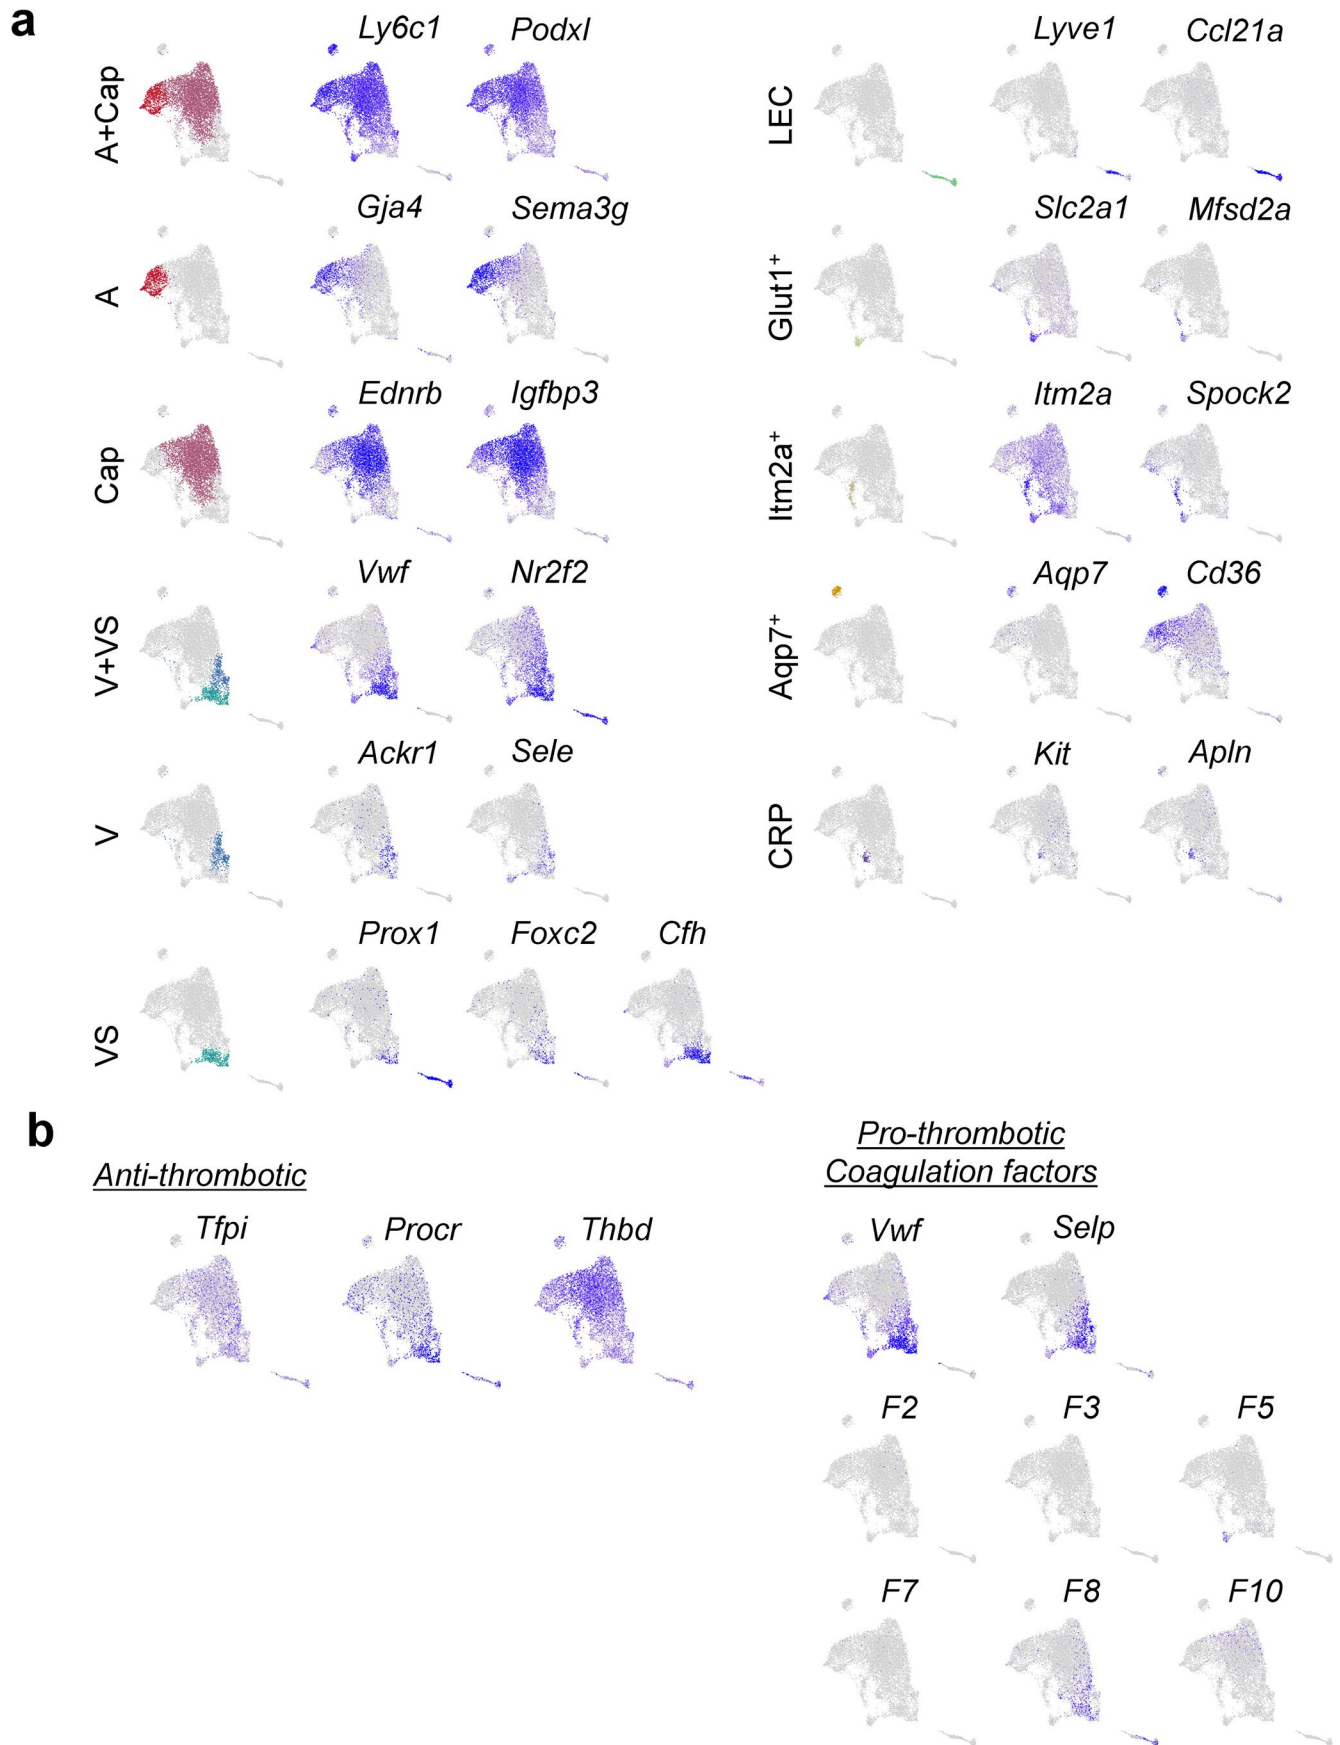 a
A+Cap
Ly6c1 Podxl
A
Gja4 Sema3g
Cap
Ednrb Igfbp3
V+VS
Vwf Nr2f2
V
Ackr1 Sele
VS
Prox1 Foxc2 Cfh
LEC
Lyve1 Ccl21a
Glut1⁺
Slc2a1 Mfsd2a
Itm2a⁺
Itm2a Spock2
Aqp7⁺
Aqp7 Cd36
CRP
Kit Apln
b
Anti-thrombotic
Tfpi Procr Thbd
Pro-thrombotic
Coagulation factors
Vwf Selp
F2 F3 F5
F7 F8 F10